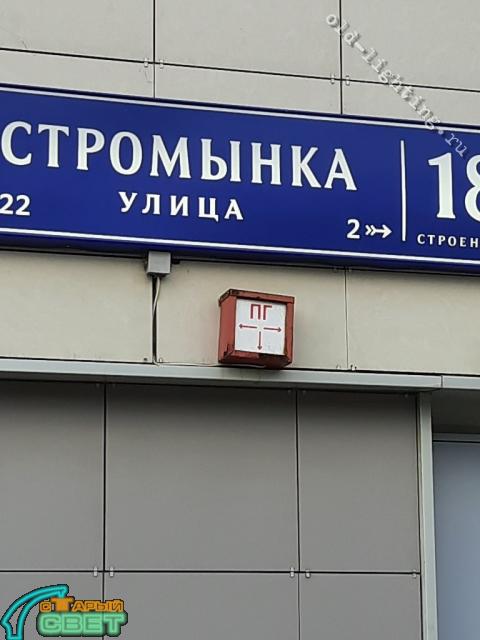 old-lighting.ru
СТРОМЫНКА
УЛИЦА
22
2
18
СТРОЕН
ПГ
СТАРЫЙ
СВЕТ